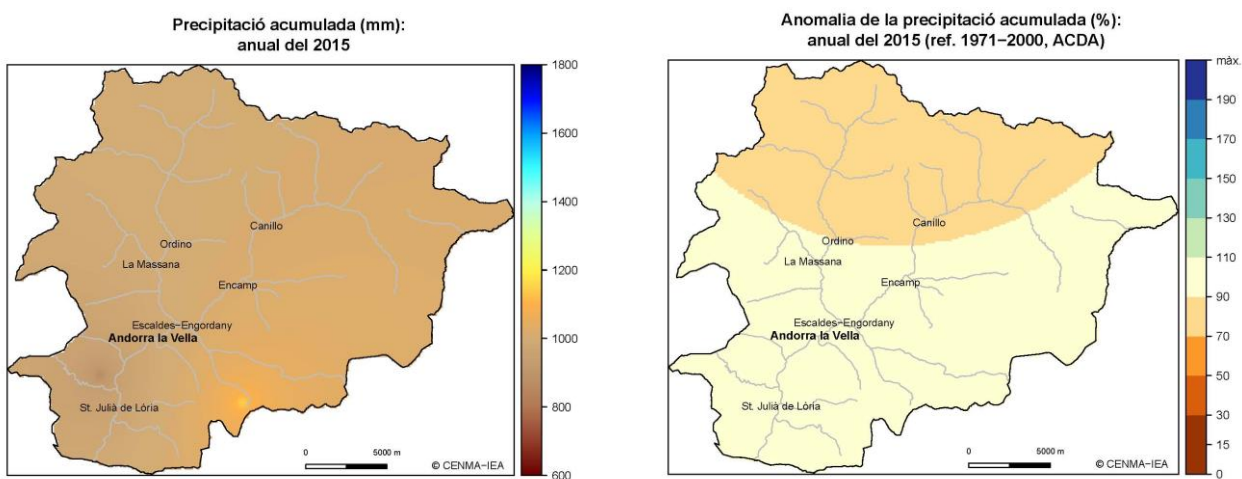 Precipitació acumulada (mm):
anual del 2015
1800
1600
1400
1200
1000
800
600
Canillo
Ordino
La Massana
Encamp
Escaldes−Engordany
Andorra la Vella
St. Julià de Lòria
0 5000 m
© CENMA−IEA
Anomalia de la precipitació acumulada (%):
anual del 2015 (ref. 1971−2000, ACDA)
màx.
190
170
150
130
110
90
70
50
30
15
0
Canillo
Ordino
La Massana
Encamp
Escaldes−Engordany
Andorra la Vella
St. Julià de Lòria
0 5000 m
© CENMA−IEA